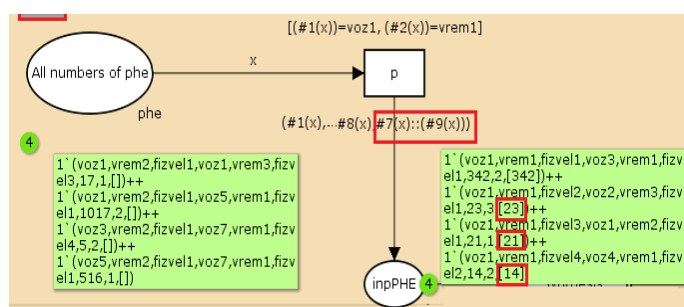 [(#1(x))=voz1, (#2(x))=vrem1]
All numbers of phe
x
p
phe
(#1(x),...#8(x),#7(x)::(#9(x)))
4
1`(voz1,vrem2,fizvel1,voz1,vrem3,fizv
el3,17,1,[])++
1`(voz5,vrem2,fizvel1,voz1,vrem2,fizv
el1,1017,2,[])++
1`(voz3,vrem2,fizvel1,voz7,vrem1,fizv
el4,5,2,[])++
1`(voz5,vrem2,fizvel1,voz7,vrem1,fizv
el1,516,1,[])
1`(voz1,vrem1,fizvel1,voz3,vrem1,fizv
el1,342,2,[342])++
1`(voz1,vrem1,fizvel2,voz2,vrem3,fizv
el1,23,3,[23])++
1`(voz1,vrem1,fizvel3,voz1,vrem2,fizv
el1,21,1,[21])++
1`(voz1,vrem1,fizvel4,voz4,vrem1,fizv
el2,14,2,[14])
inpPHE
4